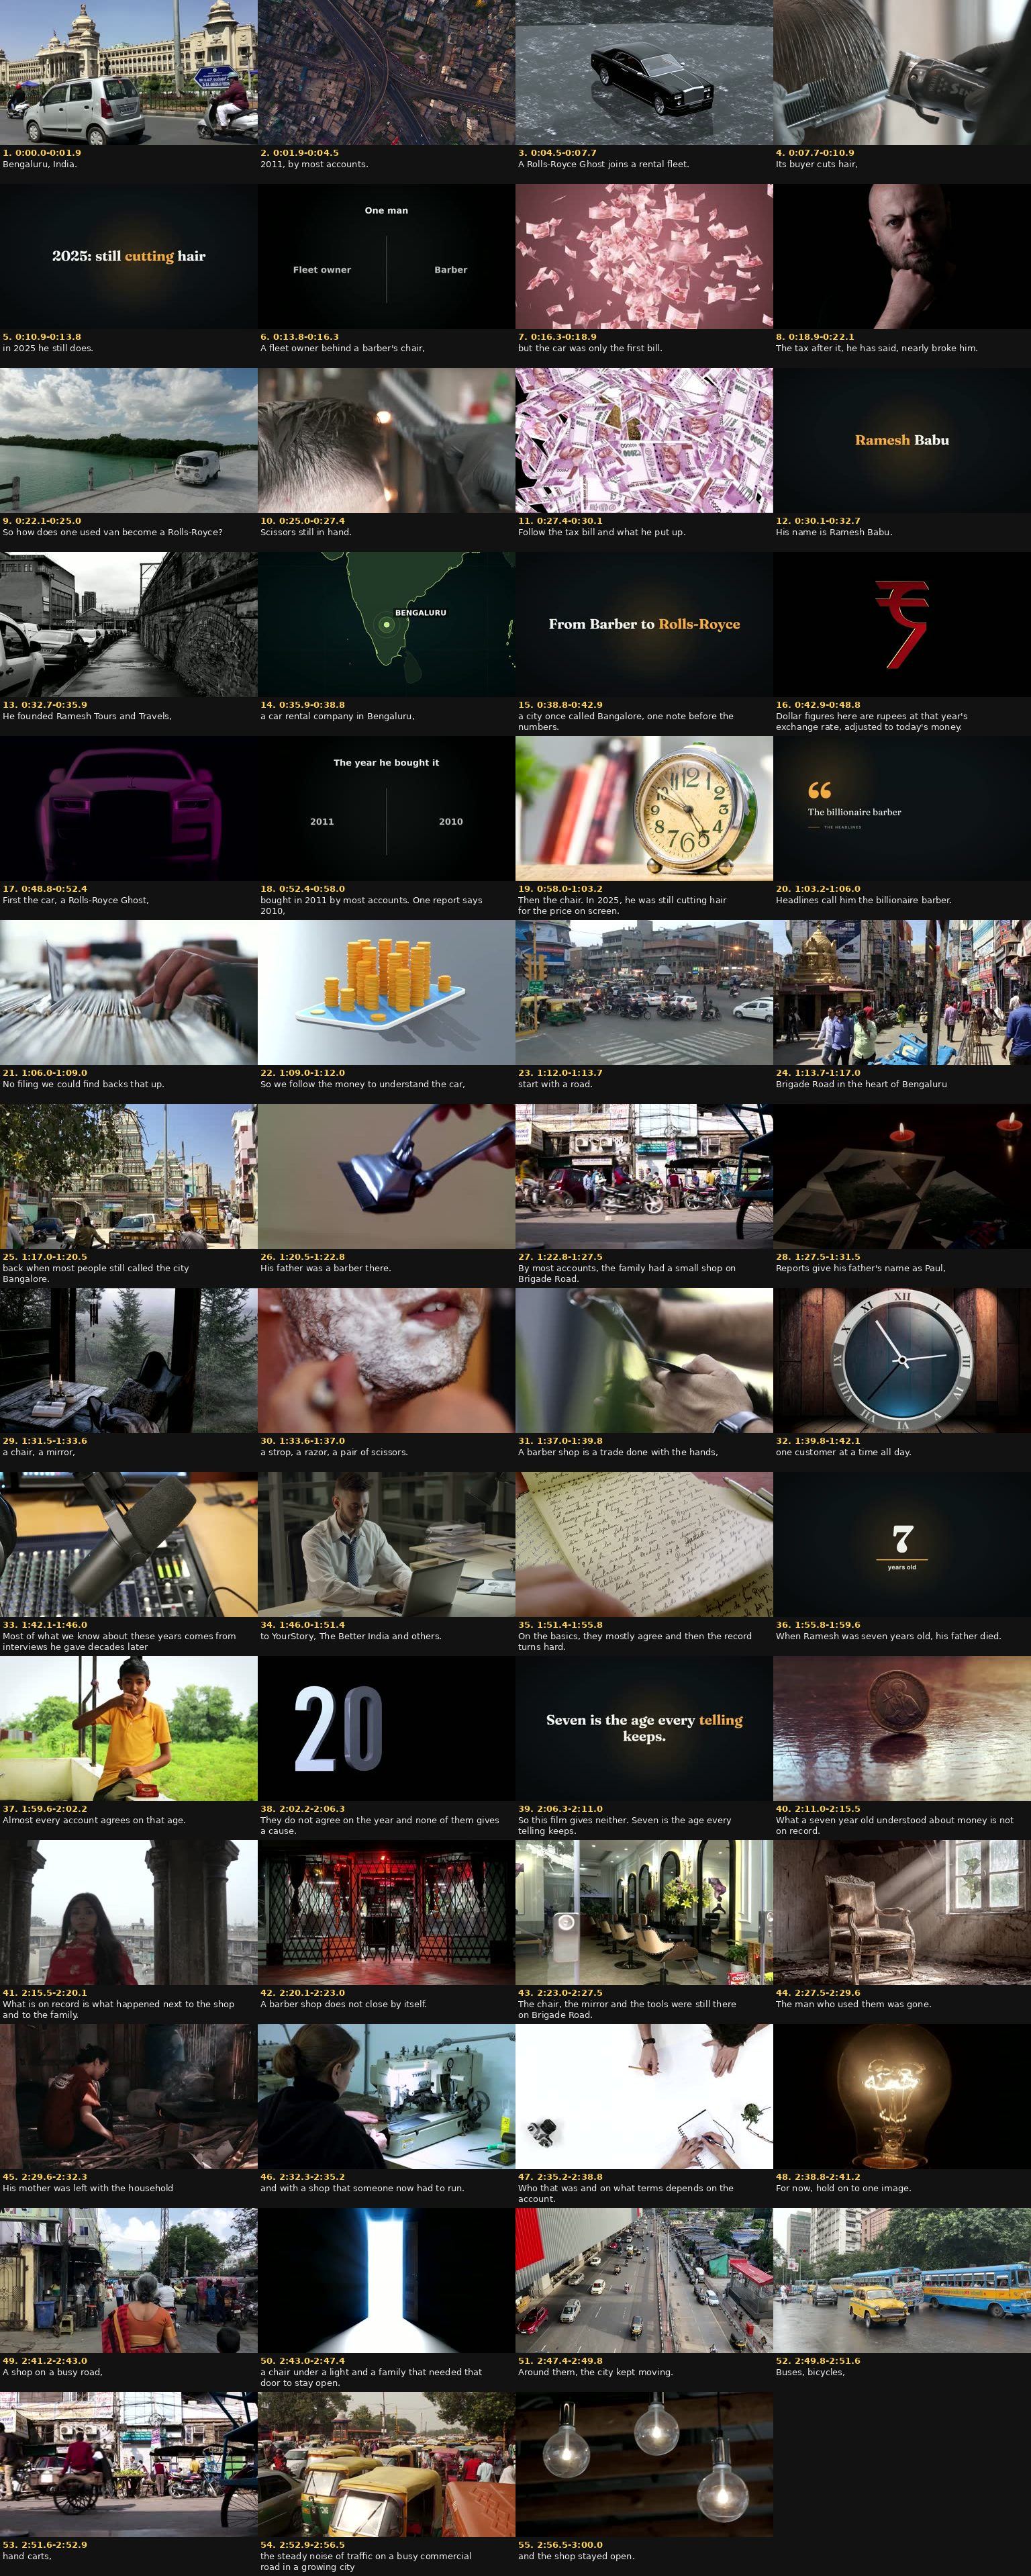 1. 0:00.0-0:01.9
Bengaluru, India.
2. 0:01.9-0:04.5
2011, by most accounts.
3. 0:04.5-0:07.7
A Rolls-Royce Ghost joins a rental fleet.
4. 0:07.7-0:10.9
Its buyer cuts hair,
2025: still cutting hair
5. 0:10.9-0:13.8
in 2025 he still does.
One man
Fleet owner
Barber
6. 0:13.8-0:16.3
A fleet owner behind a barber's chair,
7. 0:16.3-0:18.9
but the car was only the first bill.
8. 0:18.9-0:22.1
The tax after it, he has said, nearly broke him.
9. 0:22.1-0:25.0
So how does one used van become a Rolls-Royce?
10. 0:25.0-0:27.4
Scissors still in hand.
11. 0:27.4-0:30.1
Follow the tax bill and what he put up.
Ramesh Babu
12. 0:30.1-0:32.7
His name is Ramesh Babu.
13. 0:32.7-0:35.9
He founded Ramesh Tours and Travels,
BENGALURU
14. 0:35.9-0:38.8
a car rental company in Bengaluru,
From Barber to Rolls-Royce
15. 0:38.8-0:42.9
a city once called Bangalore, one note before the
numbers.
₹
16. 0:42.9-0:48.8
Dollar figures here are rupees at that year's
exchange rate, adjusted to today's money.
17. 0:48.8-0:52.4
First the car, a Rolls-Royce Ghost,
The year he bought it
2011
2010
18. 0:52.4-0:58.0
bought in 2011 by most accounts. One report says
2010,
19. 0:58.0-1:03.2
Then the chair. In 2025, he was still cutting hair
for the price on screen.
“
The billionaire barber
THE HEADLINES
20. 1:03.2-1:06.0
Headlines call him the billionaire barber.
21. 1:06.0-1:09.0
No filing we could find backs that up.
22. 1:09.0-1:12.0
So we follow the money to understand the car,
23. 1:12.0-1:13.7
start with a road.
24. 1:13.7-1:17.0
Brigade Road in the heart of Bengaluru
25. 1:17.0-1:20.5
back when most people still called the city
Bangalore.
26. 1:20.5-1:22.8
His father was a barber there.
27. 1:22.8-1:27.5
By most accounts, the family had a small shop on
Brigade Road.
28. 1:27.5-1:31.5
Reports give his father's name as Paul,
29. 1:31.5-1:33.6
a chair, a mirror,
30. 1:33.6-1:37.0
a strop, a razor, a pair of scissors.
31. 1:37.0-1:39.8
A barber shop is a trade done with the hands,
32. 1:39.8-1:42.1
one customer at a time all day.
33. 1:42.1-1:46.0
Most of what we know about these years comes from
interviews he gave decades later
34. 1:46.0-1:51.4
to YourStory, The Better India and others.
35. 1:51.4-1:55.8
On the basics, they mostly agree and then the record
turns hard.
7
years old
36. 1:55.8-1:59.6
When Ramesh was seven years old, his father died.
37. 1:59.6-2:02.2
Almost every account agrees on that age.
20
38. 2:02.2-2:06.3
They do not agree on the year and none of them gives
a cause.
Seven is the age every telling
keeps.
39. 2:06.3-2:11.0
So this film gives neither. Seven is the age every
telling keeps.
40. 2:11.0-2:15.5
What a seven year old understood about money is not
on record.
41. 2:15.5-2:20.1
What is on record is what happened next to the shop
and to the family.
42. 2:20.1-2:23.0
A barber shop does not close by itself.
43. 2:23.0-2:27.5
The chair, the mirror and the tools were still there
on Brigade Road.
44. 2:27.5-2:29.6
The man who used them was gone.
45. 2:29.6-2:32.3
His mother was left with the household
46. 2:32.3-2:35.2
and with a shop that someone now had to run.
47. 2:35.2-2:38.8
Who that was and on what terms depends on the
account.
48. 2:38.8-2:41.2
For now, hold on to one image.
49. 2:41.2-2:43.0
A shop on a busy road,
50. 2:43.0-2:47.4
a chair under a light and a family that needed that
door to stay open.
51. 2:47.4-2:49.8
Around them, the city kept moving.
52. 2:49.8-2:51.6
Buses, bicycles,
53. 2:51.6-2:52.9
hand carts,
54. 2:52.9-2:56.5
the steady noise of traffic on a busy commercial
road in a growing city
55. 2:56.5-3:00.0
and the shop stayed open.